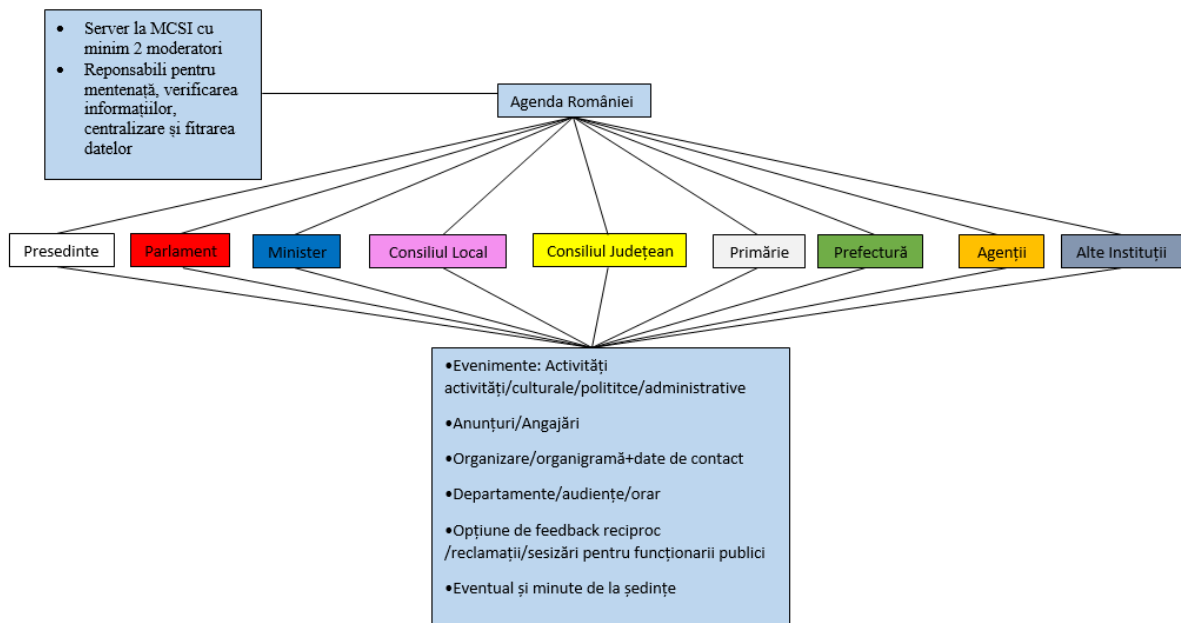 • Server la MCSI cu
minim 2 moderatori
• Reponsabili pentru
mentenață, verificarea
informațiilor,
centralizare și fitrarea
datelor
Agenda României
Presedinte
Parlament
Minister
Consiliul Local
Consiliul Județean
Primărie
Prefectură
Agenții
Alte Instituții
•Evenimente: Activități
activități/culturale/polititce/administrative
•Anunțuri/Angajări
•Organizare/organigramă+date de contact
•Departamente/audiențe/orar
•Opțiune de feedback reciproc
/reclamații/sesizări pentru funcționarii publici
•Eventual și minute de la ședințe